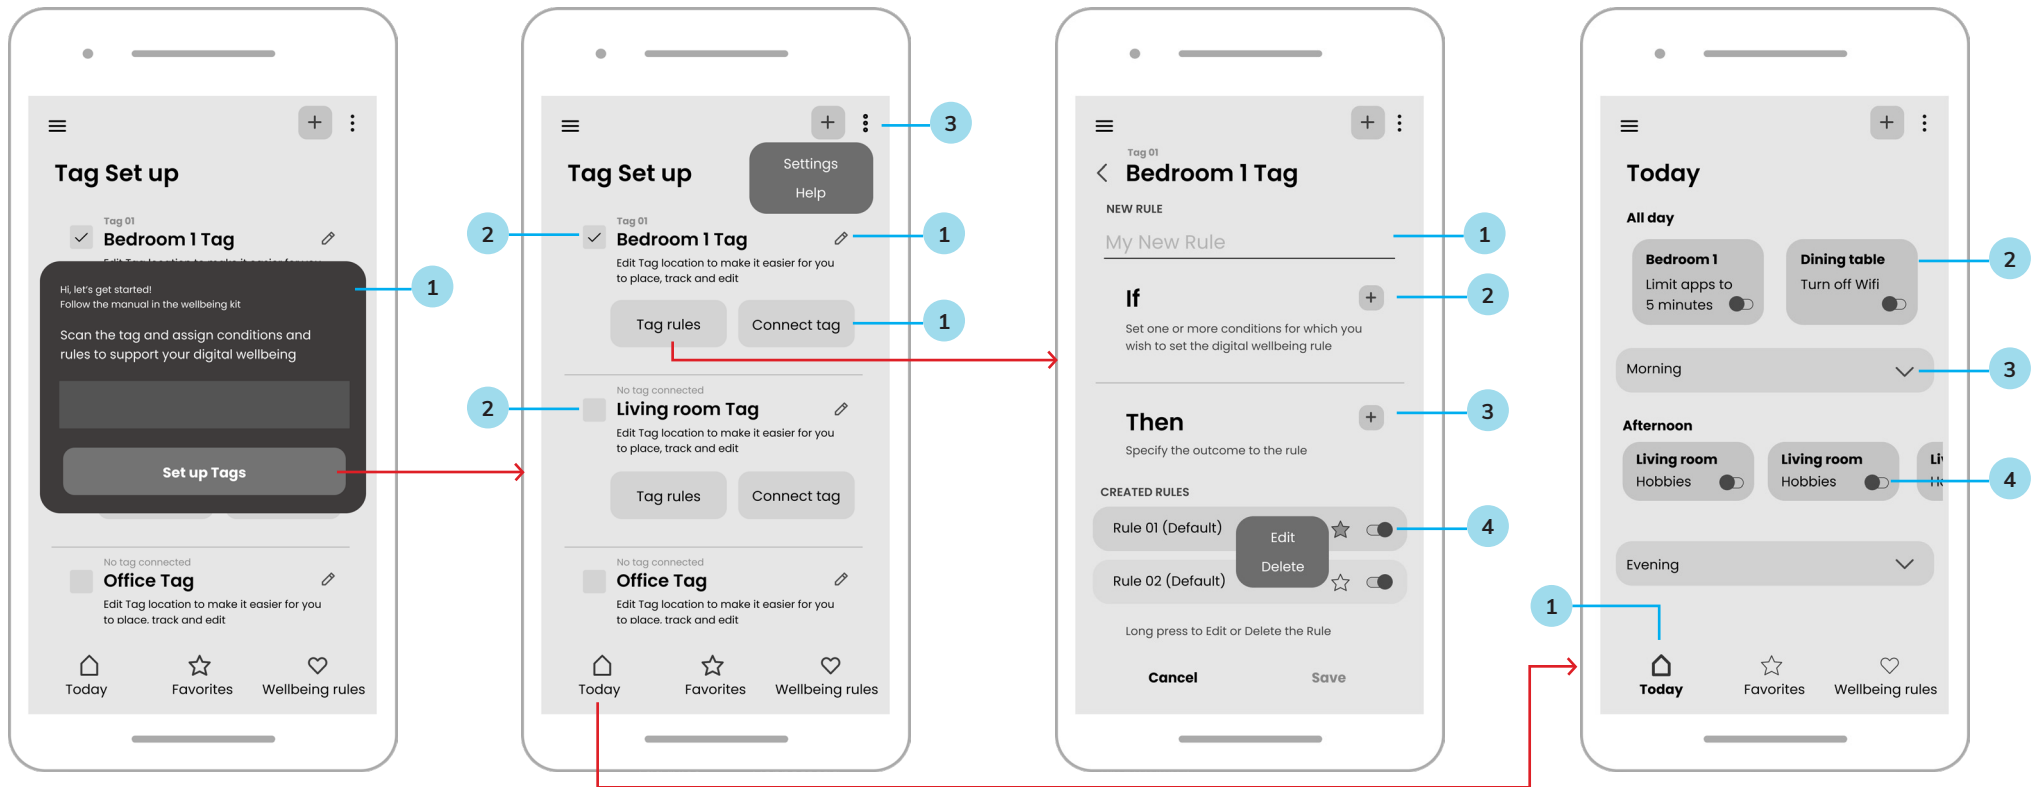 Tag Set up
Tag 01
Bedroom 1 Tag
Hi, let's get started!
Follow the manual in the wellbeing kit
Scan the tag and assign conditions and
rules to support your digital wellbeing
Set up Tags
1
No tag connected
Office Tag
Edit Tag location to make it easier for you
to place, track and edit
Today
Favorites
Wellbeing rules
3
Settings
Help
Tag Set up
Tag 01
2
Bedroom 1 Tag
1
Edit Tag location to make it easier for you
to place, track and edit
Tag rules
Connect tag
1
No tag connected
2
Living room Tag
Edit Tag location to make it easier for you
to place, track and edit
Tag rules
Connect tag
No tag connected
Office Tag
Edit Tag location to make it easier for you
to place, track and edit
Today
Favorites
Wellbeing rules
Tag 01
Bedroom 1 Tag
NEW RULE
My New Rule
1
If
2
Set one or more conditions for which you
wish to set the digital wellbeing rule
Then
3
Specify the outcome to the rule
CREATED RULES
Rule 01 (Default)
4
Edit
Delete
Rule 02 (Default)
Long press to Edit or Delete the Rule
Cancel
Save
Today
All day
Bedroom 1
Limit apps to
5 minutes
Dining table
Turn off Wifi
2
Morning
3
Afternoon
Living room
Hobbies
Living room
Hobbies
4
Evening
1
Today
Favorites
Wellbeing rules